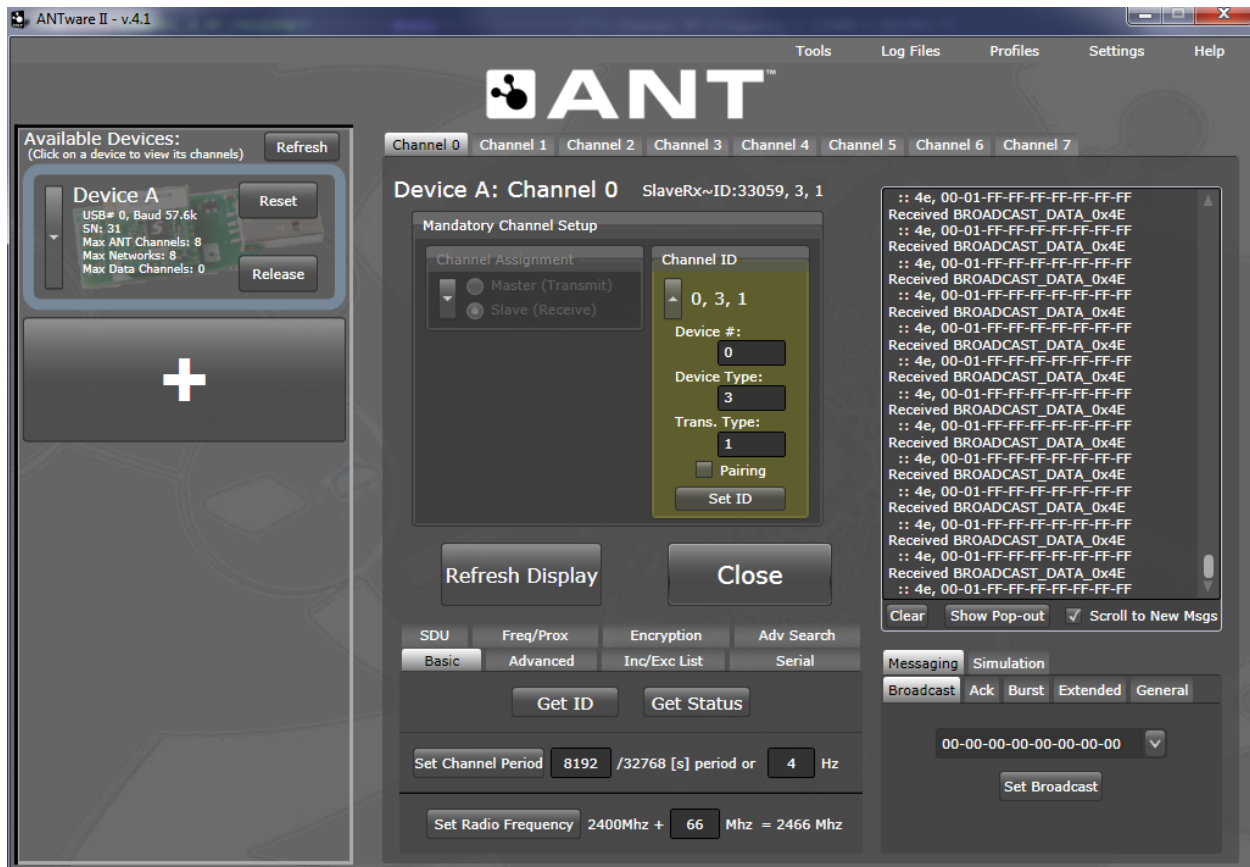 ANTware II - v.4.1
Tools Log Files Profiles Settings Help
ANT™
Available Devices:
(Click on a device to view its channels)
Refresh
Device A
USB# 0, Baud 57.6k
SN: 31
Max ANT Channels: 8
Max Networks: 8
Max Data Channels: 0
Reset
Release
Channel 0 Channel 1 Channel 2 Channel 3 Channel 4 Channel 5 Channel 6 Channel 7
Device A: Channel 0 SlaveRx~ID:33059, 3, 1
Mandatory Channel Setup
Channel Assignment
Master (Transmit)
Slave (Receive)
Channel ID
0, 3, 1
Device #:
0
Device Type:
3
Trans. Type:
1
Pairing
Set ID
Refresh Display Close
SDU Freq/Prox Encryption Adv Search
Basic Advanced Inc/Exc List Serial
Get ID Get Status
Set Channel Period 8192 /32768 [s] period or 4 Hz
Set Radio Frequency 2400Mhz + 66 Mhz = 2466 Mhz
:: 4e, 00-01-FF-FF-FF-FF-FF-FF
Received BROADCAST_DATA_0x4E
:: 4e, 00-01-FF-FF-FF-FF-FF-FF
Received BROADCAST_DATA_0x4E
:: 4e, 00-01-FF-FF-FF-FF-FF-FF
Received BROADCAST_DATA_0x4E
:: 4e, 00-01-FF-FF-FF-FF-FF-FF
Received BROADCAST_DATA_0x4E
:: 4e, 00-01-FF-FF-FF-FF-FF-FF
Received BROADCAST_DATA_0x4E
:: 4e, 00-01-FF-FF-FF-FF-FF-FF
Received BROADCAST_DATA_0x4E
:: 4e, 00-01-FF-FF-FF-FF-FF-FF
Received BROADCAST_DATA_0x4E
:: 4e, 00-01-FF-FF-FF-FF-FF-FF
Received BROADCAST_DATA_0x4E
:: 4e, 00-01-FF-FF-FF-FF-FF-FF
Received BROADCAST_DATA_0x4E
:: 4e, 00-01-FF-FF-FF-FF-FF-FF
Received BROADCAST_DATA_0x4E
:: 4e, 00-01-FF-FF-FF-FF-FF-FF
Received BROADCAST_DATA_0x4E
:: 4e, 00-01-FF-FF-FF-FF-FF-FF
Received BROADCAST_DATA_0x4E
:: 4e, 00-01-FF-FF-FF-FF-FF-FF
Clear Show Pop-out Scroll to New Msgs
Messaging Simulation
Broadcast Ack Burst Extended General
00-00-00-00-00-00-00-00
Set Broadcast